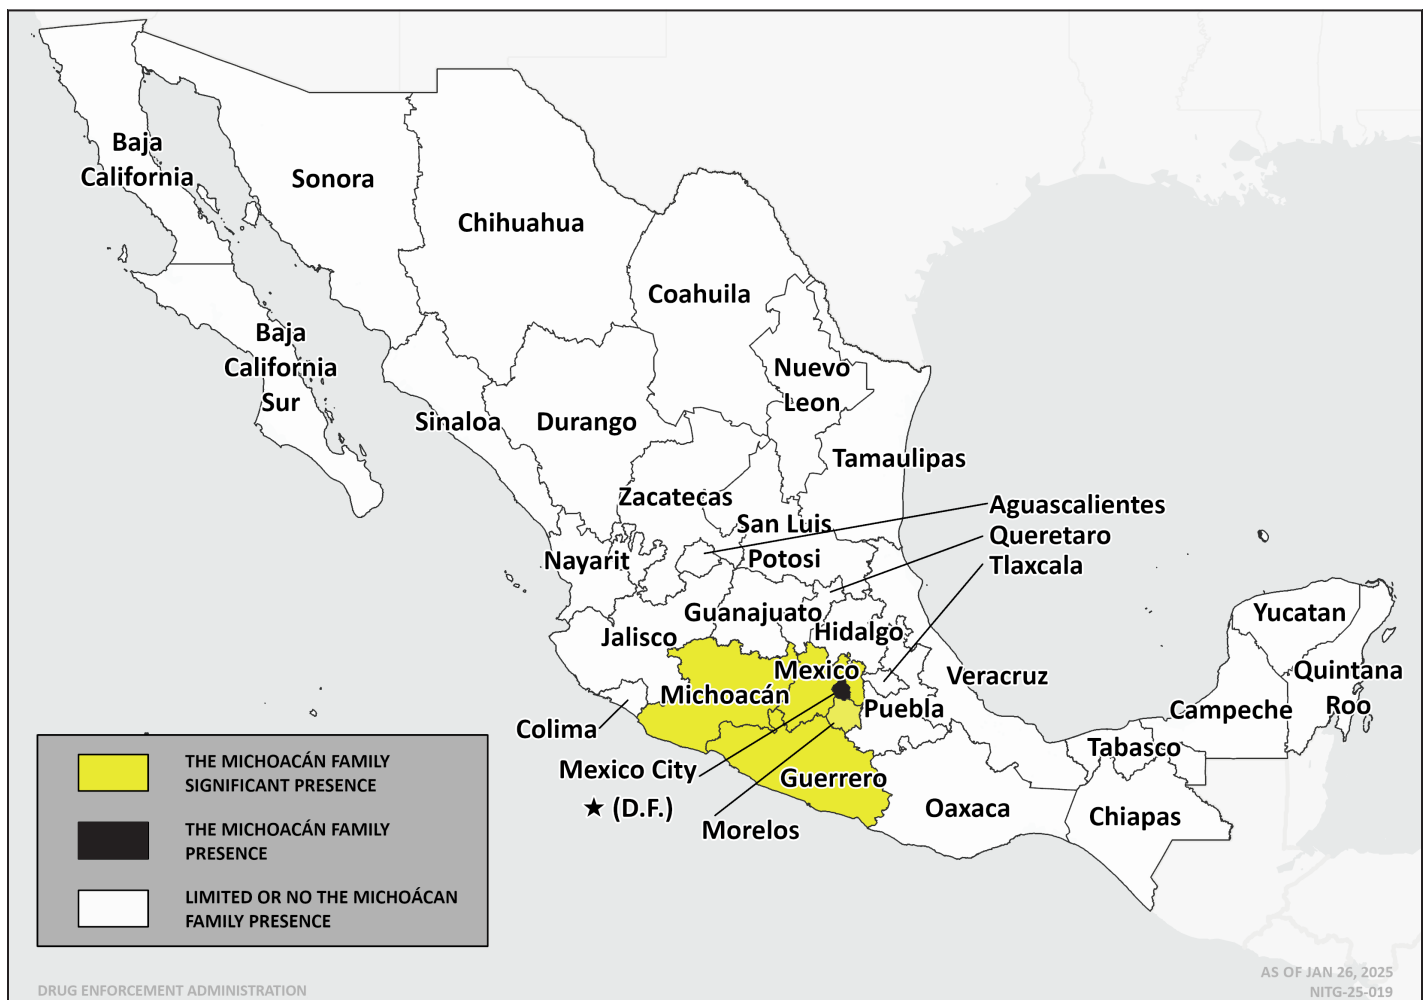 Baja
California
Sonora
Chihuahua
Coahuila
Baja
California
Sur
Nuevo
Leon
Sinaloa
Durango
Tamaulipas
Zacatecas
San Luis
Potosi
Aguascalientes
Queretaro
Tlaxcala
Nayarit
Guanajuato
Hidalgo
Jalisco
Mexico
Michoacán
Veracruz
Puebla
Yucatan
Quintana
Roo
Campeche
Tabasco
Colima
Mexico City
★ (D.F.)
Guerrero
Morelos
Oaxaca
Chiapas
THE MICHOACÁN FAMILY
SIGNIFICANT PRESENCE
THE MICHOACÁN FAMILY
PRESENCE
LIMITED OR NO THE MICHOÁCAN
FAMILY PRESENCE
DRUG ENFORCEMENT ADMINISTRATION
AS OF JAN 26, 2025
NITG-25-019